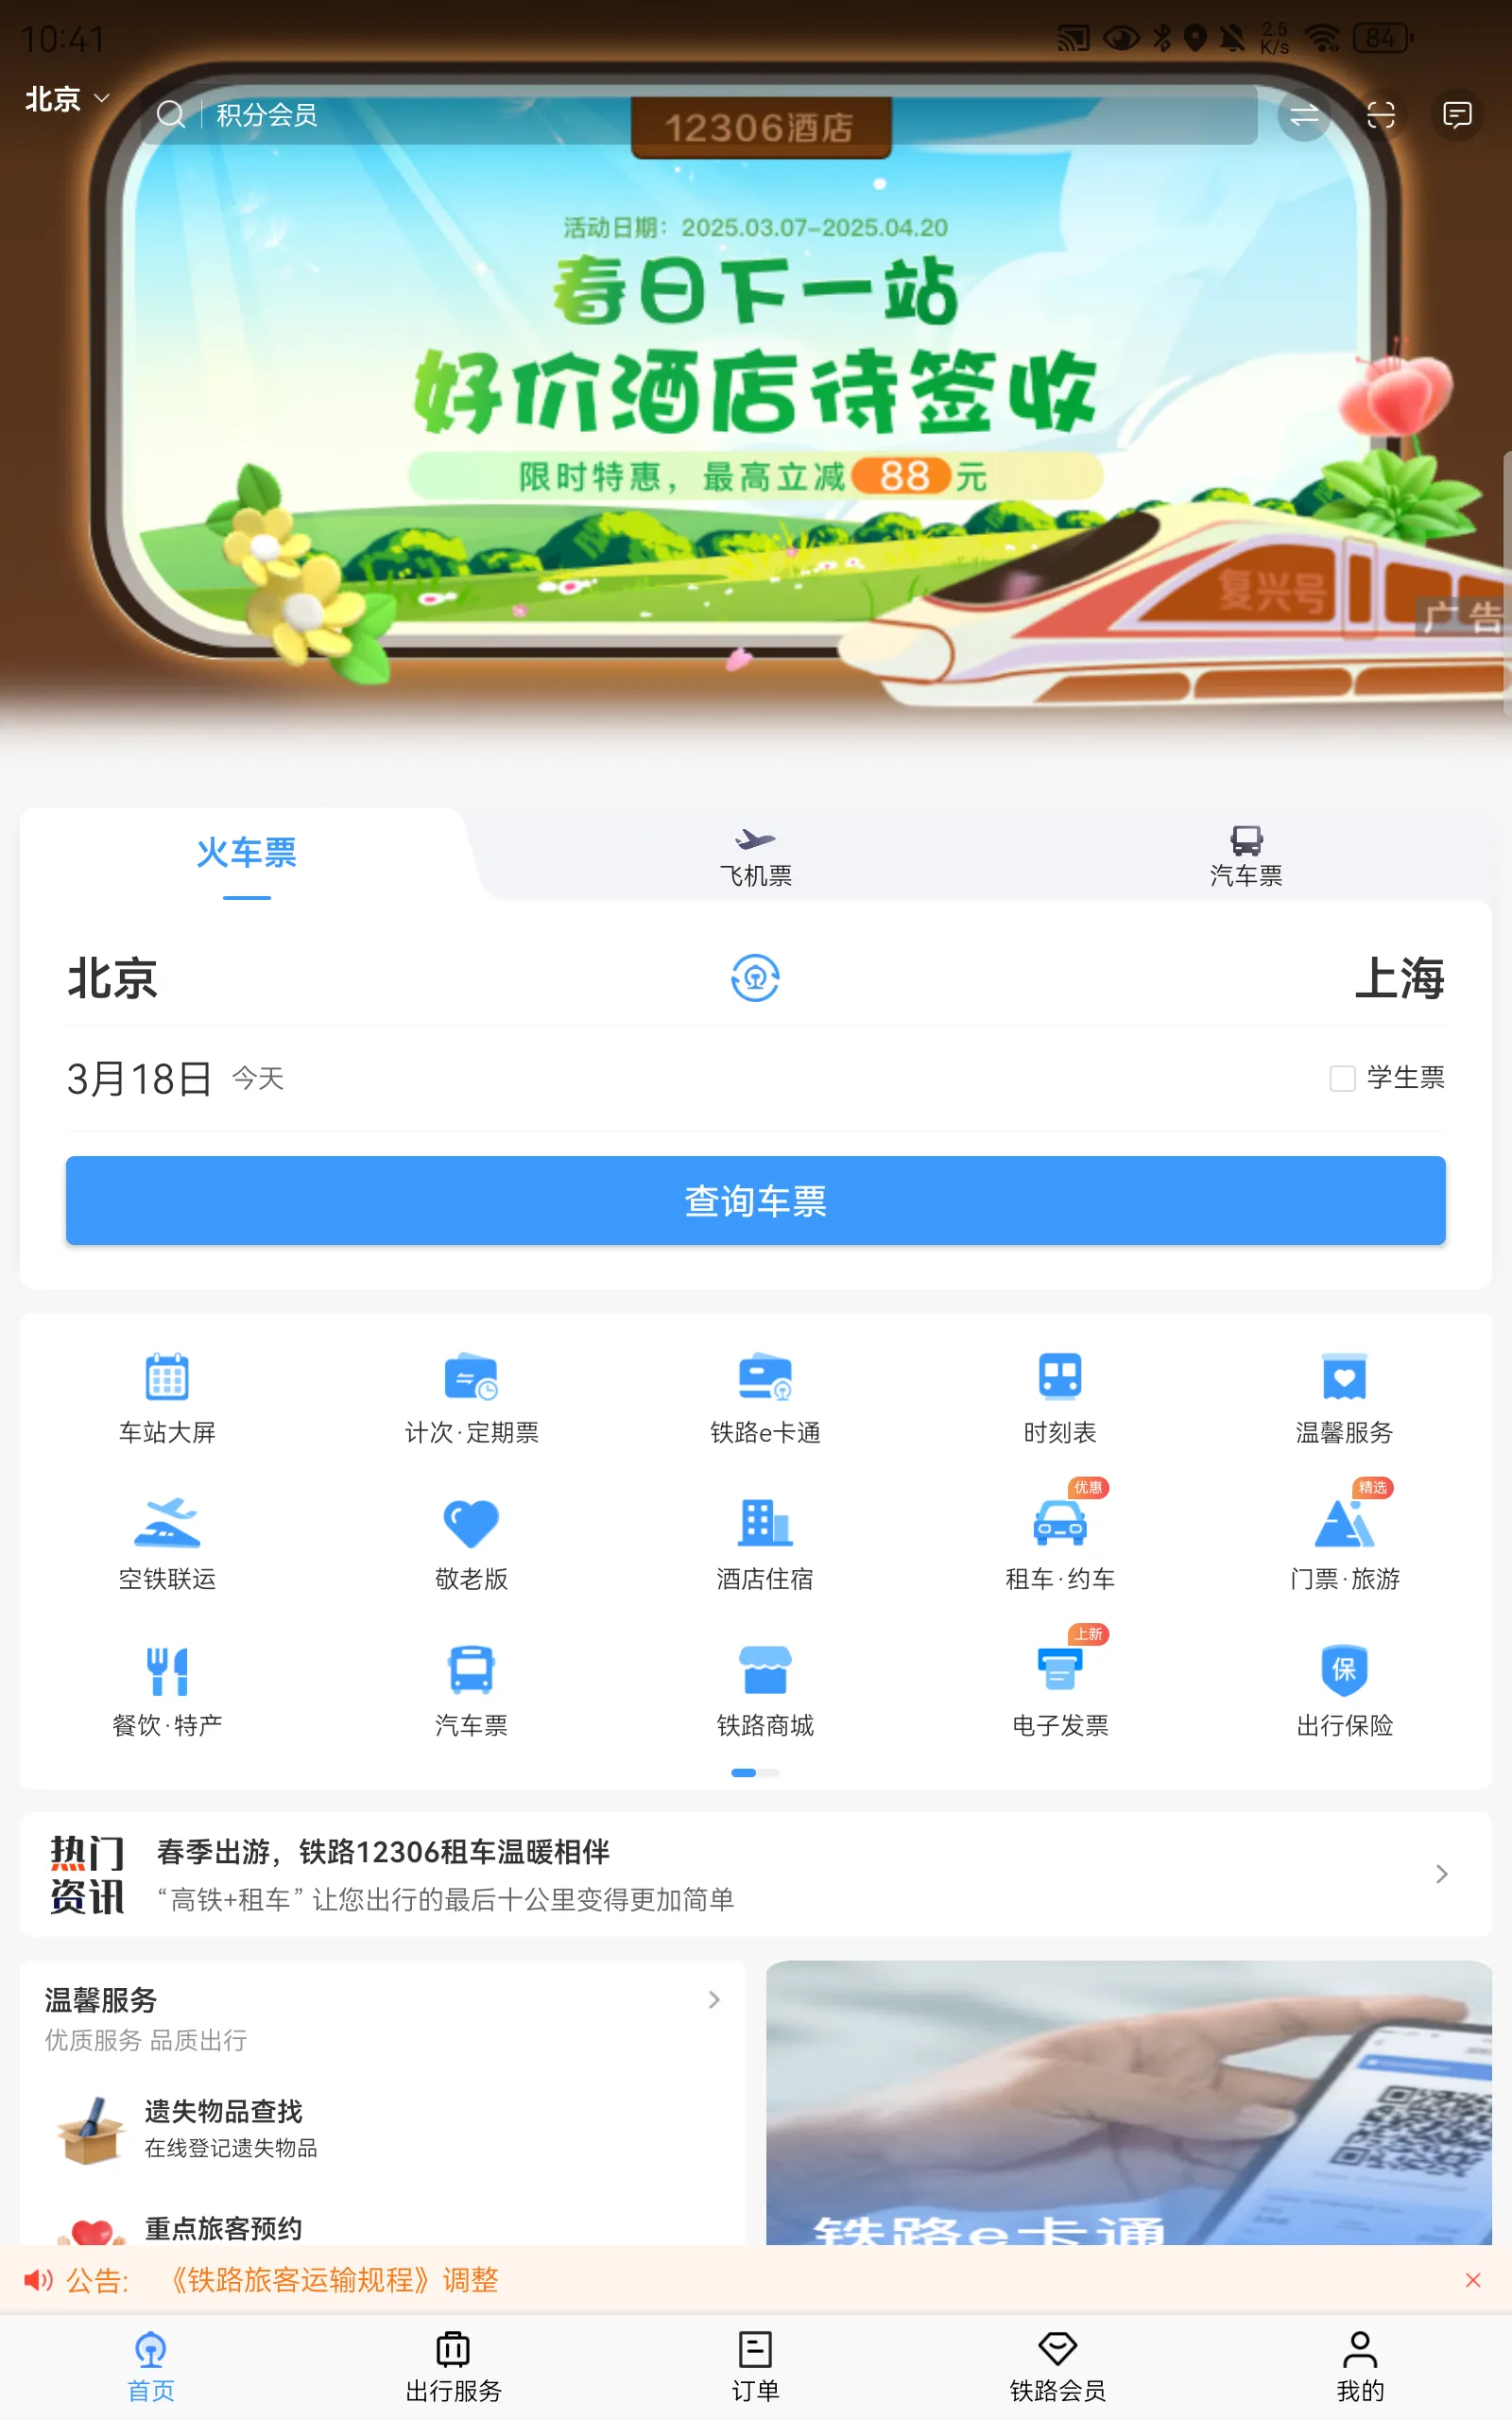 10:41
2.5
K/s
84
北京
积分会员
12306酒店
活动日期：2025.03.07-2025.04.20
春日下一站
好价酒店待签收
限时特惠，最高立减88元
复兴号
广告
火车票
飞机票
汽车票
北京
上海
3月18日 今天
学生票
查询车票
车站大屏
计次·定期票
铁路e卡通
时刻表
温馨服务
优惠
精选
空铁联运
敬老版
酒店住宿
租车·约车
门票·旅游
上新
保
餐饮·特产
汽车票
铁路商城
电子发票
出行保险
热门
资讯
春季出游，铁路12306租车温暖相伴
“高铁+租车” 让您出行的最后十公里变得更加简单
温馨服务
优质服务 品质出行
遗失物品查找
在线登记遗失物品
重点旅客预约
铁路e卡通
公告: 《铁路旅客运输规程》调整
首页
出行服务
订单
铁路会员
我的